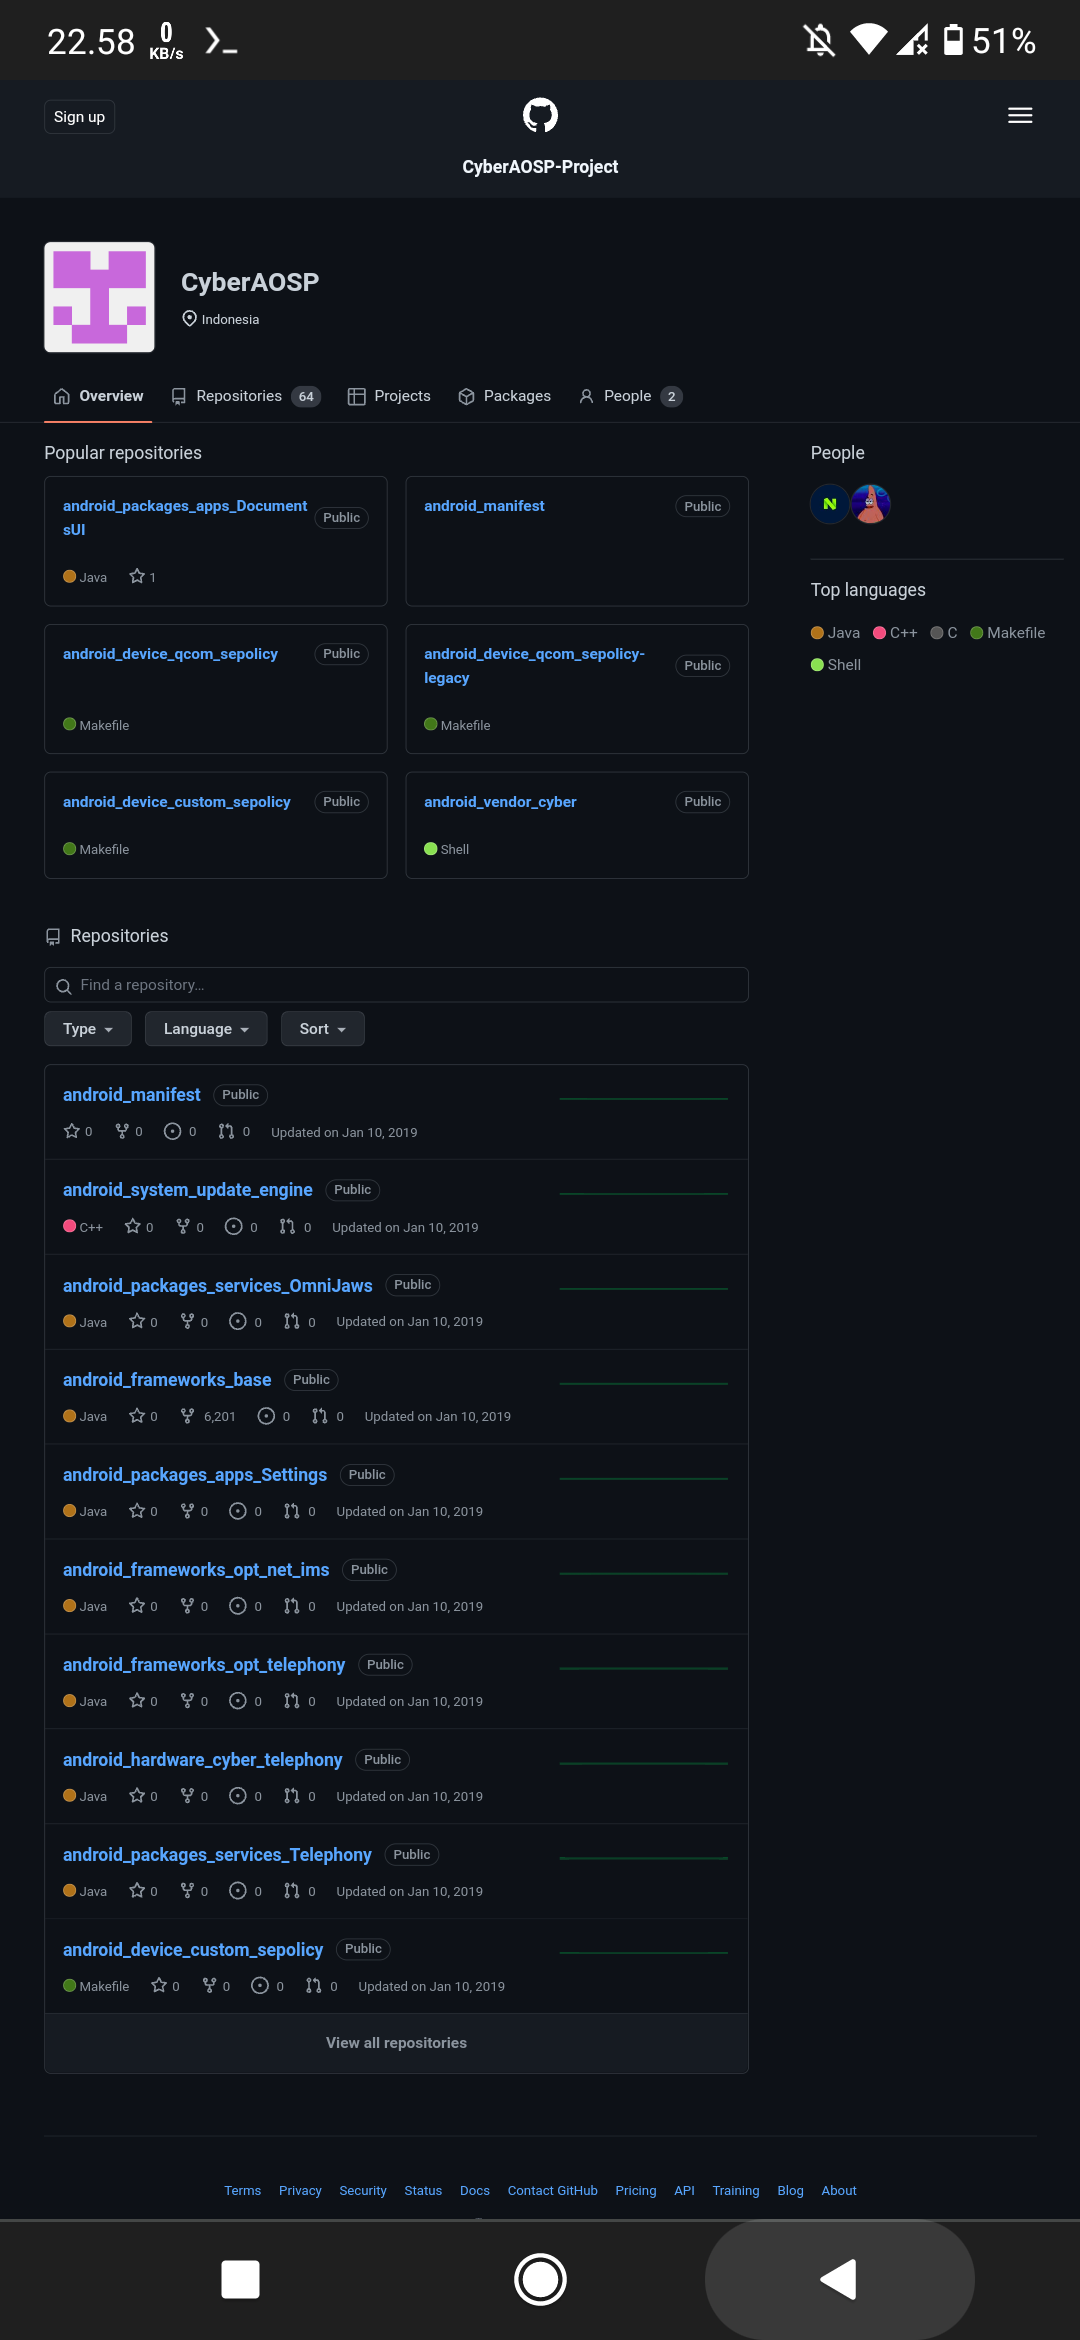 22.58 0 KB/s 51%
Sign up
CyberAOSP-Project
CyberAOSP
Indonesia
Overview Repositories 64 Projects Packages People 2
Popular repositories
android_packages_apps_Document
sUI
Public
Java 1
android_manifest Public
android_device_qcom_sepolicy Public
Makefile
android_device_qcom_sepolicy-
legacy
Public
Makefile
android_device_custom_sepolicy Public
Makefile
android_vendor_cyber Public
Shell
People
N
Top languages
Java C++ C Makefile
Shell
Repositories
Find a repository...
Type Language Sort
android_manifest Public
0 0 0 0 Updated on Jan 10, 2019
android_system_update_engine Public
C++ 0 0 0 0 Updated on Jan 10, 2019
android_packages_services_OmniJaws Public
Java 0 0 0 0 Updated on Jan 10, 2019
android_frameworks_base Public
Java 0 6,201 0 0 Updated on Jan 10, 2019
android_packages_apps_Settings Public
Java 0 0 0 0 Updated on Jan 10, 2019
android_frameworks_opt_net_ims Public
Java 0 0 0 0 Updated on Jan 10, 2019
android_frameworks_opt_telephony Public
Java 0 0 0 0 Updated on Jan 10, 2019
android_hardware_cyber_telephony Public
Java 0 0 0 0 Updated on Jan 10, 2019
android_packages_services_Telephony Public
Java 0 0 0 0 Updated on Jan 10, 2019
android_device_custom_sepolicy Public
Makefile 0 0 0 0 Updated on Jan 10, 2019
View all repositories
Terms Privacy Security Status Docs Contact GitHub Pricing API Training Blog About